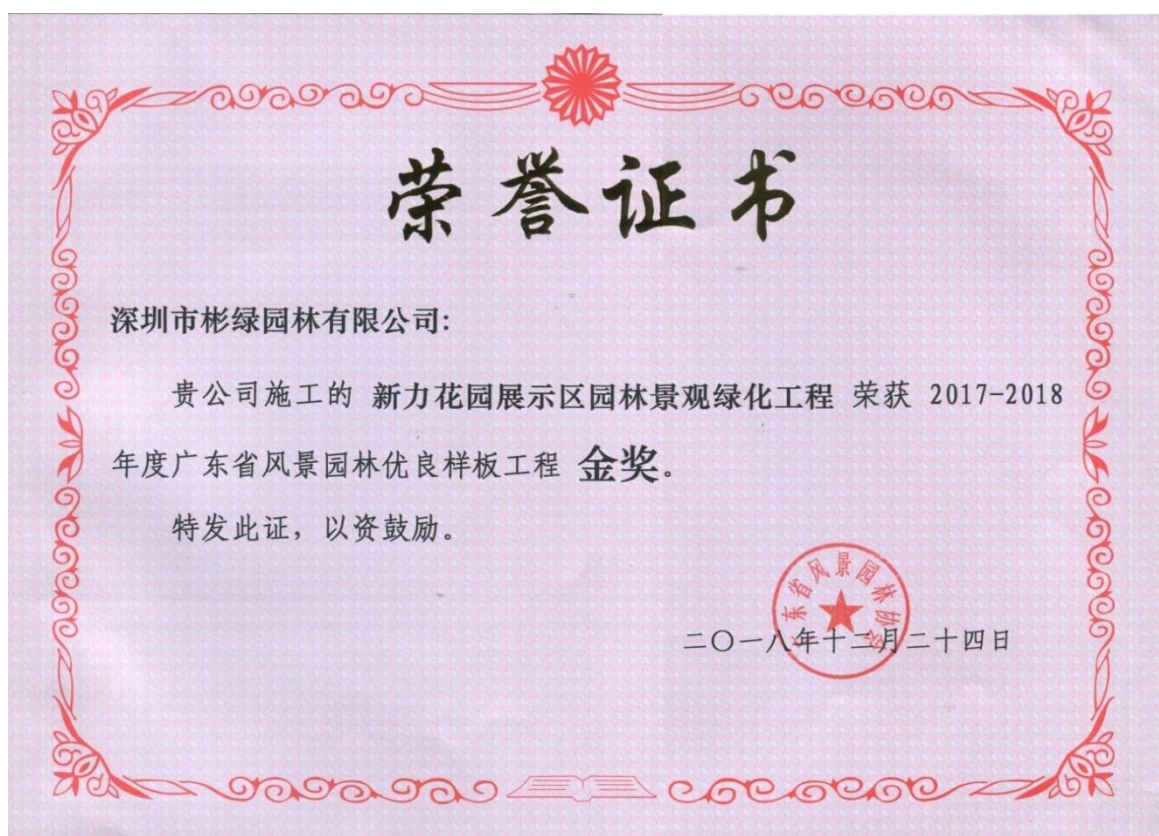 荣誉证书
深圳市彬绿园林有限公司:
贵公司施工的 新力花园展示区园林景观绿化工程 荣获 2017-2018
年度广东省风景园林优良样板工程 金奖。
特发此证，以资鼓励。
广东省风景园林协会
二〇一八年十二月二十四日